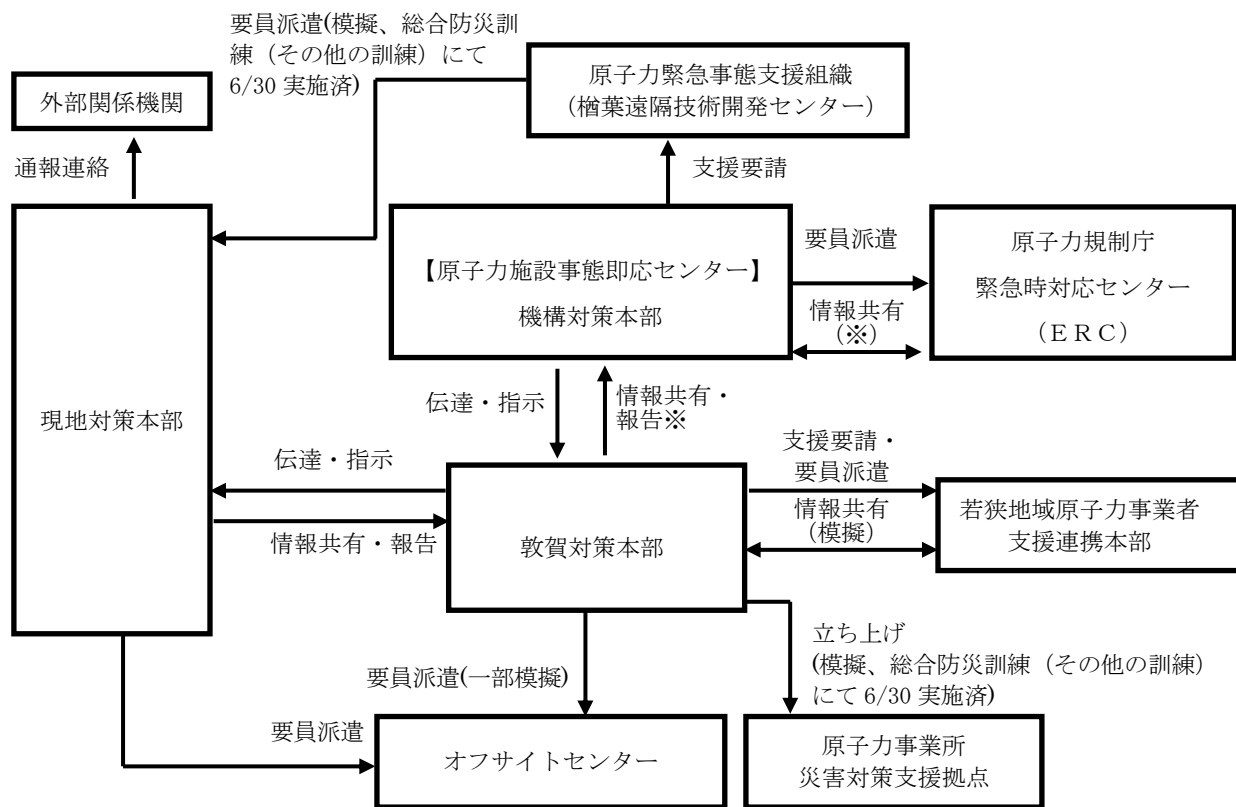 要員派遣(模擬、総合防災訓
練（その他の訓練）にて
6/30 実施済)
原子力緊急事態支援組織
（楢葉遠隔技術開発センター）
外部関係機関
通報連絡
支援要請
【原子力施設事態即応センター】
機構対策本部
要員派遣
情報共有
（※）
原子力規制庁
緊急時対応センター
（ＥＲＣ）
現地対策本部
伝達・指示
情報共有・
報告※
伝達・指示
情報共有・報告
敦賀対策本部
支援要請・
要員派遣
情報共有
（模擬）
若狭地域原子力事業者
支援連携本部
要員派遣(一部模擬)
立ち上げ
(模擬、総合防災訓練（その他の訓練）
にて 6/30 実施済)
要員派遣
オフサイトセンター
原子力事業所
災害対策支援拠点